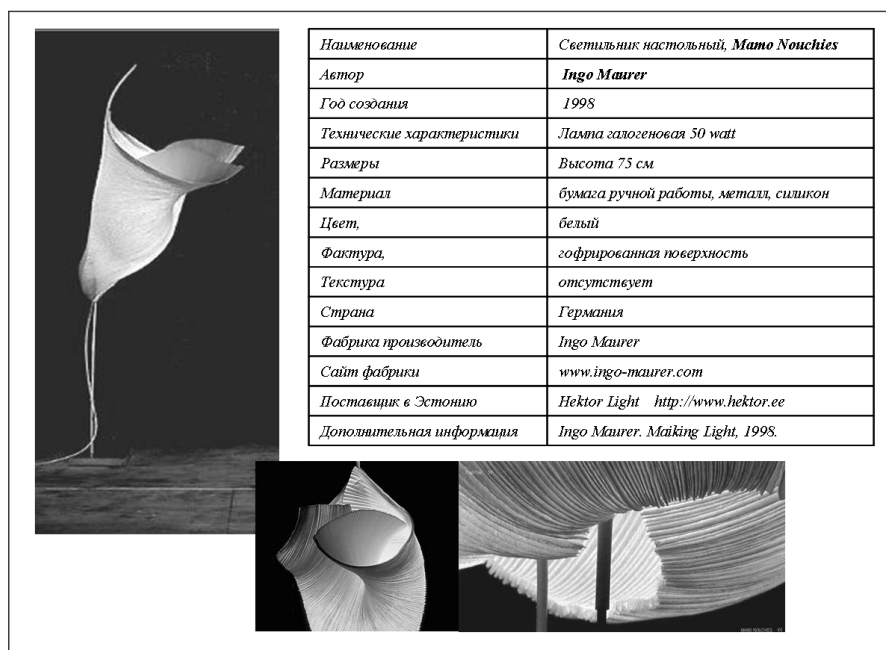 Наименование Светильник настольный, Mamo Nouchies
Автор Ingo Maurer
Год создания 1998
Технические характеристики Лампа галогеновая 50 watt
Размеры Высота 75 см
Материал бумага ручной работы, металл, силикон
Цвет, белый
Фактура, гофрированная поверхность
Текстура отсутствует
Страна Германия
Фабрика производитель Ingo Maurer
Сайт фабрики www.ingo-maurer.com
Поставщик в Эстонию Hektor Light http://www.hektor.ee
Дополнительная информация Ingo Maurer. Maiking Light, 1998.
MAMO NOUCHIES